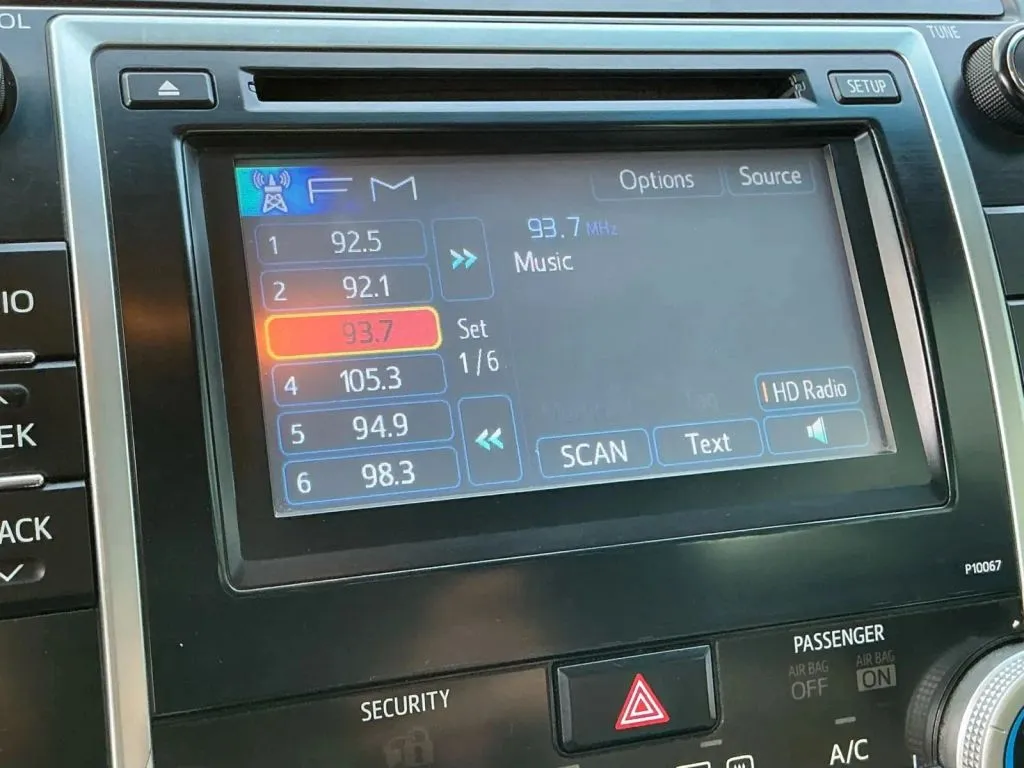 OL
TUNE
SETUP
FM
Options
Source
1 92.5
93.7 MHz
Music
2 92.1
93.7
Set
1/6
4 105.3
HD Radio
5 94.9
SCAN
Text
6 98.3
IO
EK
ACK
P10067
PASSENGER
AIR BAG
OFF
AIR BAG
ON
SECURITY
A/C